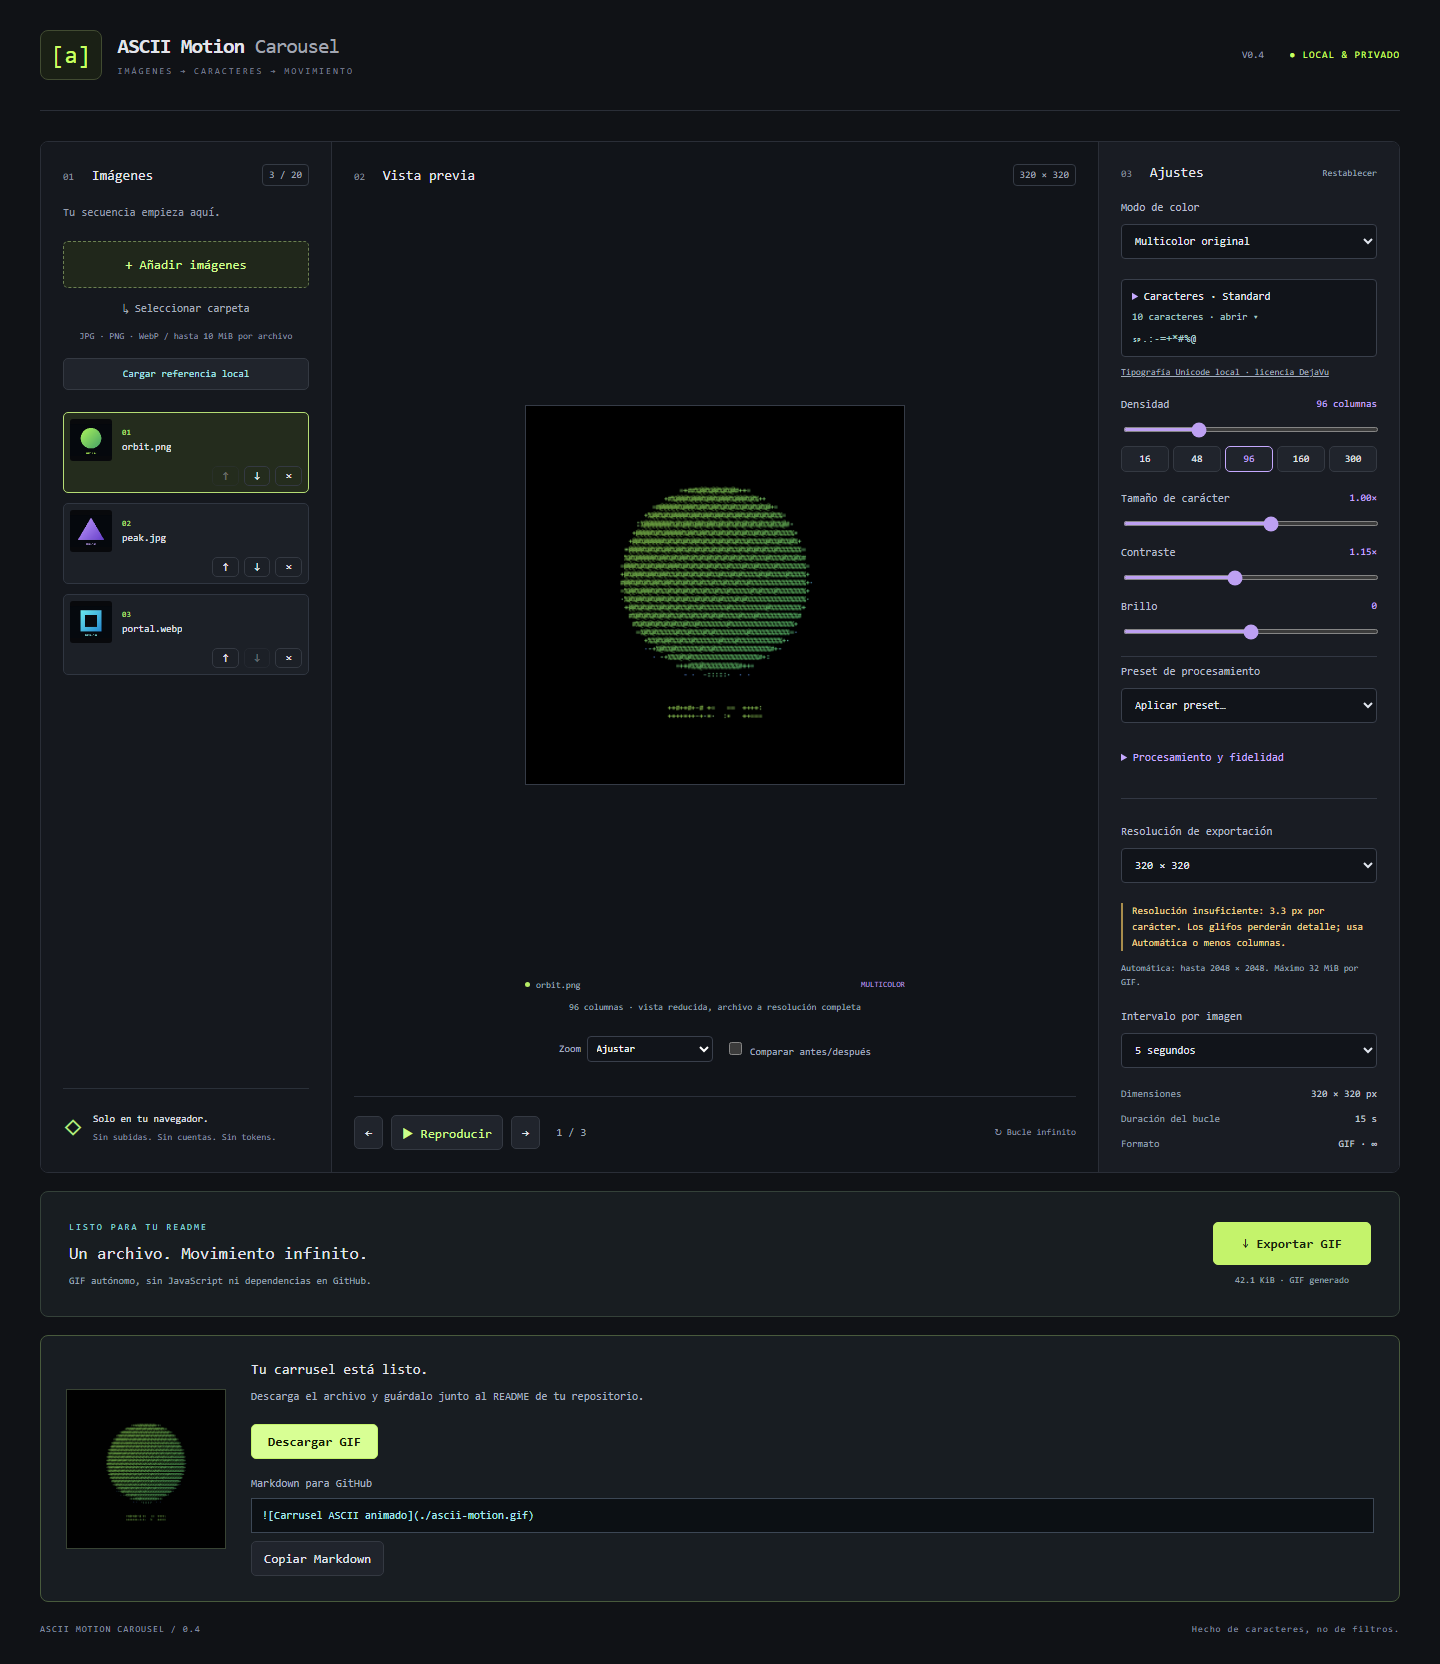 [a]
ASCII Motion Carousel
IMÁGENES → CARACTERES → MOVIMIENTO
V0.4
● LOCAL & PRIVADO
01 Imágenes
3 / 20
Tu secuencia empieza aquí.
+ Añadir imágenes
↳ Seleccionar carpeta
JPG · PNG · WebP / hasta 10 MiB por archivo
Cargar referencia local
01
orbit.png
↑ ↓ ×
02
peak.jpg
↑ ↓ ×
03
portal.webp
↑ ↓ ×
◇ Solo en tu navegador.
Sin subidas. Sin cuentas. Sin tokens.
02 Vista previa
320 × 320
● orbit.png
MULTICOLOR
96 columnas · vista reducida, archivo a resolución completa
Zoom Ajustar
Comparar antes/después
← ▶ Reproducir → 1 / 3
↻ Bucle infinito
03 Ajustes
Restablecer
Modo de color
Multicolor original
▶ Caracteres · Standard
10 caracteres · abrir ▾
SP.:-=+*#%@
Tipografía Unicode local · licencia DejaVu
Densidad 96 columnas
16 48 96 160 300
Tamaño de carácter 1.00×
Contraste 1.15×
Brillo 0
Preset de procesamiento
Aplicar preset…
▶ Procesamiento y fidelidad
Resolución de exportación
320 × 320
Resolución insuficiente: 3.3 px por
carácter. Los glifos perderán detalle; usa
Automática o menos columnas.
Automática: hasta 2048 × 2048. Máximo 32 MiB por
GIF.
Intervalo por imagen
5 segundos
Dimensiones 320 × 320 px
Duración del bucle 15 s
Formato GIF · ∞
LISTO PARA TU README
Un archivo. Movimiento infinito.
GIF autónomo, sin JavaScript ni dependencias en GitHub.
↓ Exportar GIF
42.1 KiB · GIF generado
Tu carrusel está listo.
Descarga el archivo y guárdalo junto al README de tu repositorio.
Descargar GIF
Markdown para GitHub
![Carrusel ASCII animado](./ascii-motion.gif)
Copiar Markdown
ASCII MOTION CAROUSEL / 0.4
Hecho de caracteres, no de filtros.